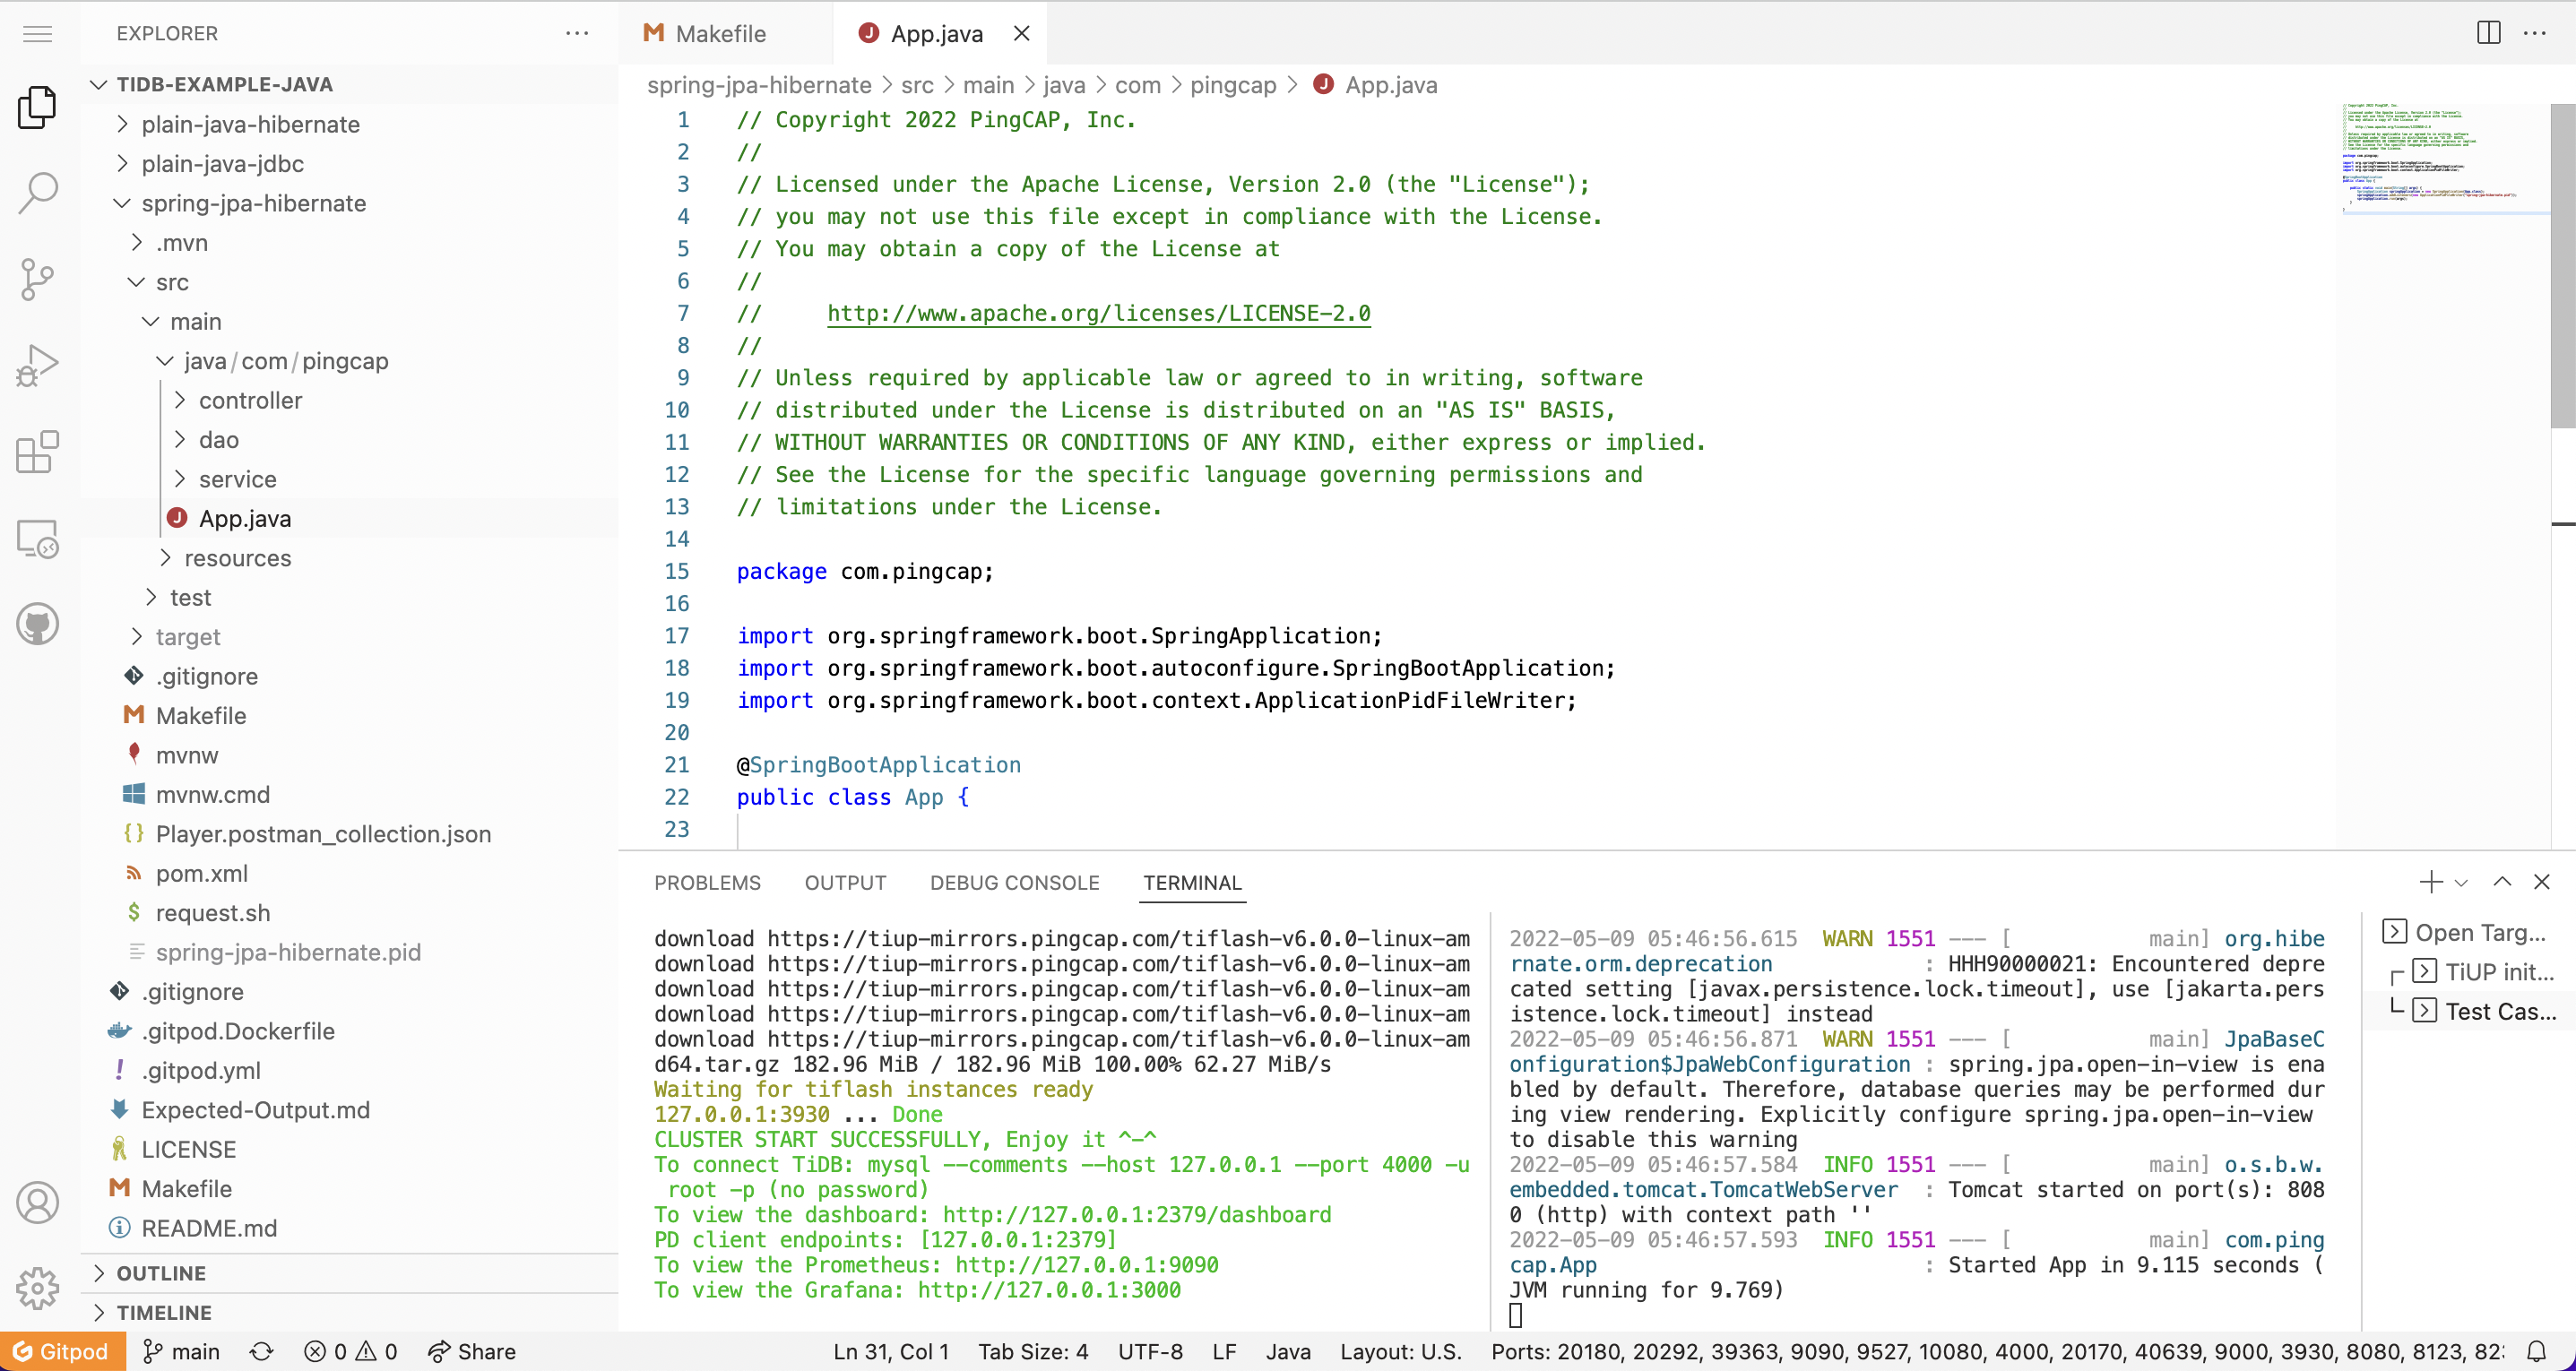 EXPLORER
TIDB-EXAMPLE-JAVA
plain-java-hibernate
plain-java-jdbc
spring-jpa-hibernate
.mvn
src
main
java/com/pingcap
controller
dao
service
App.java
resources
test
target
.gitignore
Makefile
mvnw
mvnw.cmd
Player.postman_collection.json
pom.xml
request.sh
spring-jpa-hibernate.pid
.gitignore
.gitpod.Dockerfile
.gitpod.yml
Expected-Output.md
LICENSE
Makefile
README.md
OUTLINE
TIMELINE
Makefile
App.java
spring-jpa-hibernate > src > main > java > com > pingcap > App.java
1 // Copyright 2022 PingCAP, Inc.
2 //
3 // Licensed under the Apache License, Version 2.0 (the "License");
4 // you may not use this file except in compliance with the License.
5 // You may obtain a copy of the License at
6 //
7 //     http://www.apache.org/licenses/LICENSE-2.0
8 //
9 // Unless required by applicable law or agreed to in writing, software
10 // distributed under the License is distributed on an "AS IS" BASIS,
11 // WITHOUT WARRANTIES OR CONDITIONS OF ANY KIND, either express or implied.
12 // See the License for the specific language governing permissions and
13 // limitations under the License.
14
15 package com.pingcap;
16
17 import org.springframework.boot.SpringApplication;
18 import org.springframework.boot.autoconfigure.SpringBootApplication;
19 import org.springframework.boot.context.ApplicationPidFileWriter;
20
21 @SpringBootApplication
22 public class App {
23
PROBLEMS OUTPUT DEBUG CONSOLE TERMINAL
download https://tiup-mirrors.pingcap.com/tiflash-v6.0.0-linux-am
download https://tiup-mirrors.pingcap.com/tiflash-v6.0.0-linux-am
download https://tiup-mirrors.pingcap.com/tiflash-v6.0.0-linux-am
download https://tiup-mirrors.pingcap.com/tiflash-v6.0.0-linux-am
download https://tiup-mirrors.pingcap.com/tiflash-v6.0.0-linux-am
d64.tar.gz 182.96 MiB / 182.96 MiB 100.00% 62.27 MiB/s
Waiting for tiflash instances ready
127.0.0.1:3930 ... Done
CLUSTER START SUCCESSFULLY, Enjoy it ^-^
To connect TiDB: mysql --comments --host 127.0.0.1 --port 4000 -u
 root -p (no password)
To view the dashboard: http://127.0.0.1:2379/dashboard
PD client endpoints: [127.0.0.1:2379]
To view the Prometheus: http://127.0.0.1:9090
To view the Grafana: http://127.0.0.1:3000
2022-05-09 05:46:56.615  WARN 1551 --- [           main] org.hibe
rnate.orm.deprecation            : HHH90000021: Encountered depre
cated setting [javax.persistence.lock.timeout], use [jakarta.pers
istence.lock.timeout] instead
2022-05-09 05:46:56.871  WARN 1551 --- [           main] JpaBaseC
onfiguration$JpaWebConfiguration : spring.jpa.open-in-view is ena
bled by default. Therefore, database queries may be performed dur
ing view rendering. Explicitly configure spring.jpa.open-in-view
to disable this warning
2022-05-09 05:46:57.584  INFO 1551 --- [           main] o.s.b.w.
embedded.tomcat.TomcatWebServer  : Tomcat started on port(s): 808
0 (http) with context path ''
2022-05-09 05:46:57.593  INFO 1551 --- [           main] com.ping
cap.App                          : Started App in 9.115 seconds (
JVM running for 9.769)
Open Targ...
TiUP init...
Test Cas...
Gitpod main 0 0 Share Ln 31, Col 1 Tab Size: 4 UTF-8 LF Java Layout: U.S. Ports: 20180, 20292, 39363, 9090, 9527, 10080, 4000, 20170, 40639, 9000, 3930, 8080, 8123, 82